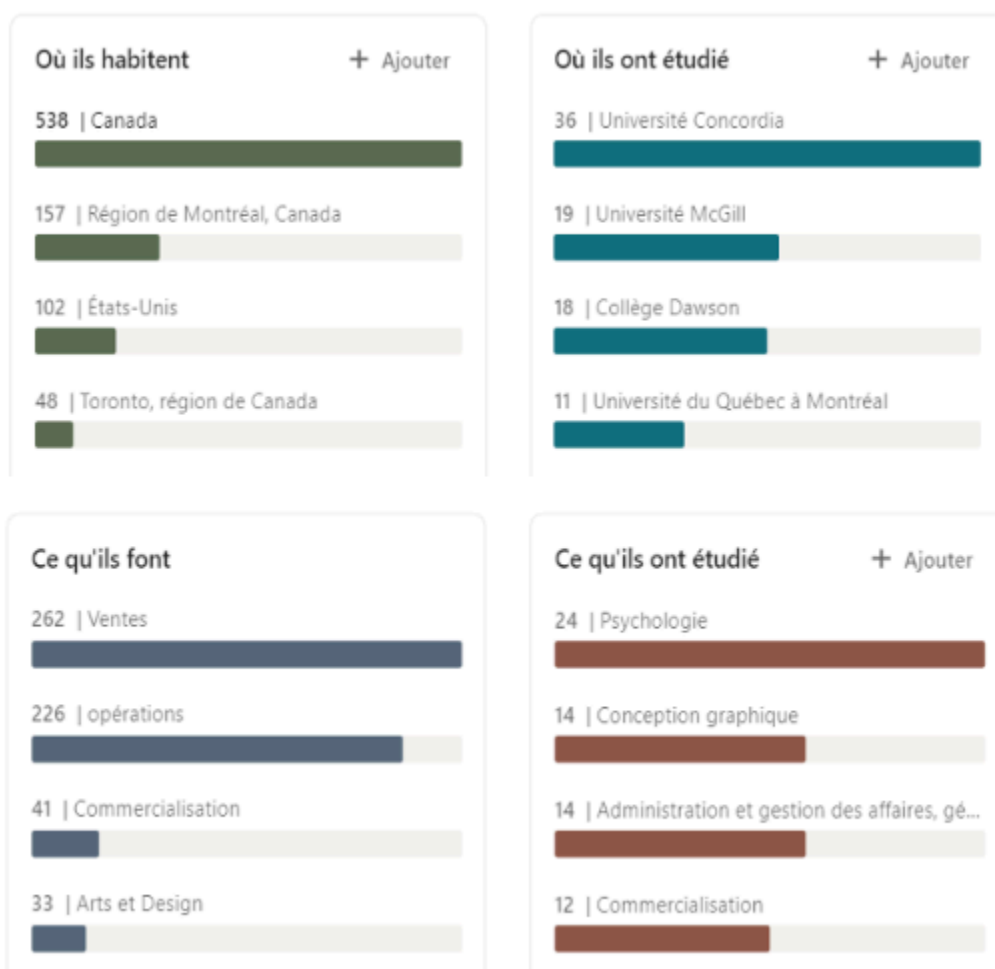 Où ils habitent
+ Ajouter
538 | Canada
157 | Région de Montréal, Canada
102 | États-Unis
48 | Toronto, région de Canada
Où ils ont étudié
+ Ajouter
36 | Université Concordia
19 | Université McGill
18 | Collège Dawson
11 | Université du Québec à Montréal
Ce qu'ils font
262 | Ventes
226 | opérations
41 | Commercialisation
33 | Arts et Design
Ce qu'ils ont étudié
+ Ajouter
24 | Psychologie
14 | Conception graphique
14 | Administration et gestion des affaires, gé...
12 | Commercialisation